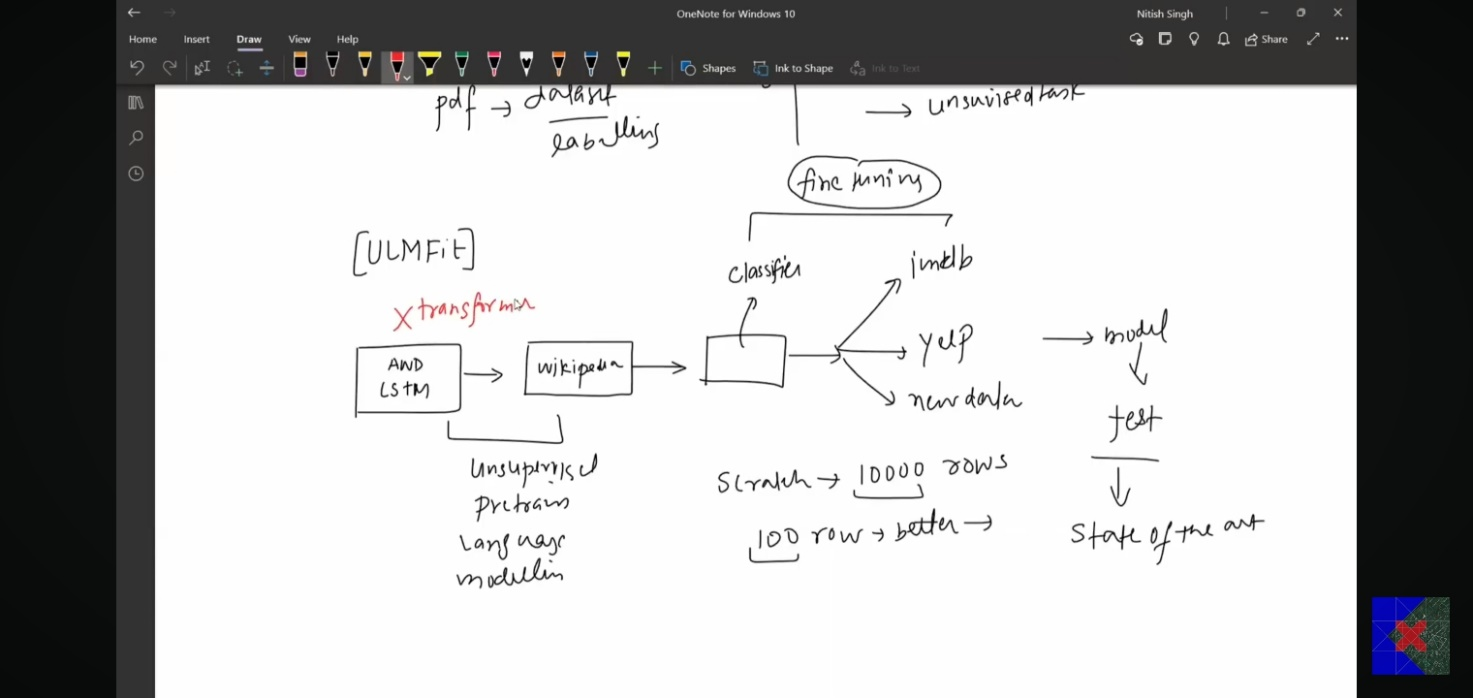 OneNote for Windows 10
Nitish Singh
Home Insert Draw View Help
Share
Shapes Ink to Shape Ink to Text
pdf → dataset
labelling
→ unsuvised task
fine tuning
[ULMFit]
classifier
imdb
X transformer
AWD
LSTM
wikipedia
yelp
→ model
new data
test
Unsupervised
pretrain
Language
modellin
Scratch → 10000 rows
100 row → better →
State of the art